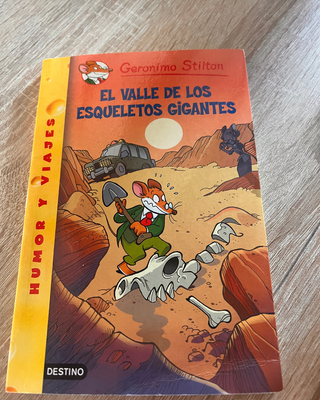 Geronimo Stilton
EL VALLE DE LOS
ESQUELETOS GIGANTES
HUMOR Y VIAJES
DESTINO